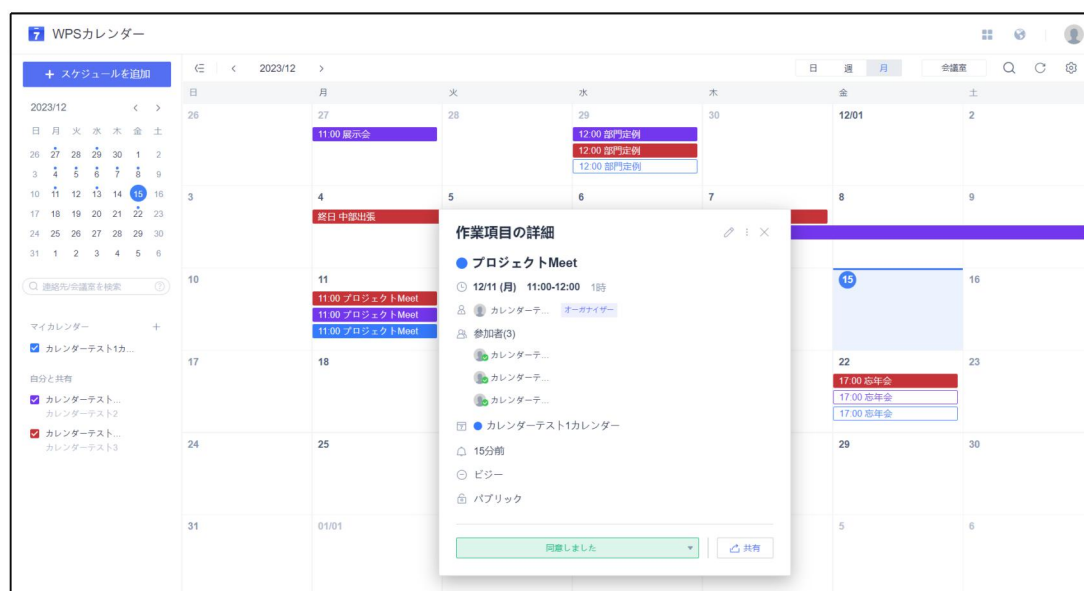 WPSカレンダー
＋ スケジュールを追加
2023/12
日 週 月 会議室
2023/12
日 月 火 水 木 金 土
26 27 28 29 30 1 2
3 4 5 6 7 8 9
10 11 12 13 14 15 16
17 18 19 20 21 22 23
24 25 26 27 28 29 30
31 1 2 3 4 5 6
連絡先/会議室を検索
マイカレンダー
カレンダーテスト1カ...
自分と共有
カレンダーテスト...
カレンダーテスト2
カレンダーテスト...
カレンダーテスト3
日 月 火 水 木 金 土
26 27 28 29 30 12/01 2
11:00 展示会
12:00 部門定例
12:00 部門定例
12:00 部門定例
3 4 5 6 7 8 9
終日 中部出張
10 11 15 16
11:00 プロジェクトMeet
11:00 プロジェクトMeet
11:00 プロジェクトMeet
17 18 22 23
17:00 忘年会
17:00 忘年会
17:00 忘年会
24 25 29 30
31 01/01 5 6
作業項目の詳細
プロジェクトMeet
12/11 (月) 11:00-12:00 1時
カレンダーテ... オーガナイザー
参加者(3)
カレンダーテ...
カレンダーテ...
カレンダーテ...
カレンダーテスト1カレンダー
15分前
ビジー
パブリック
同意しました
共有